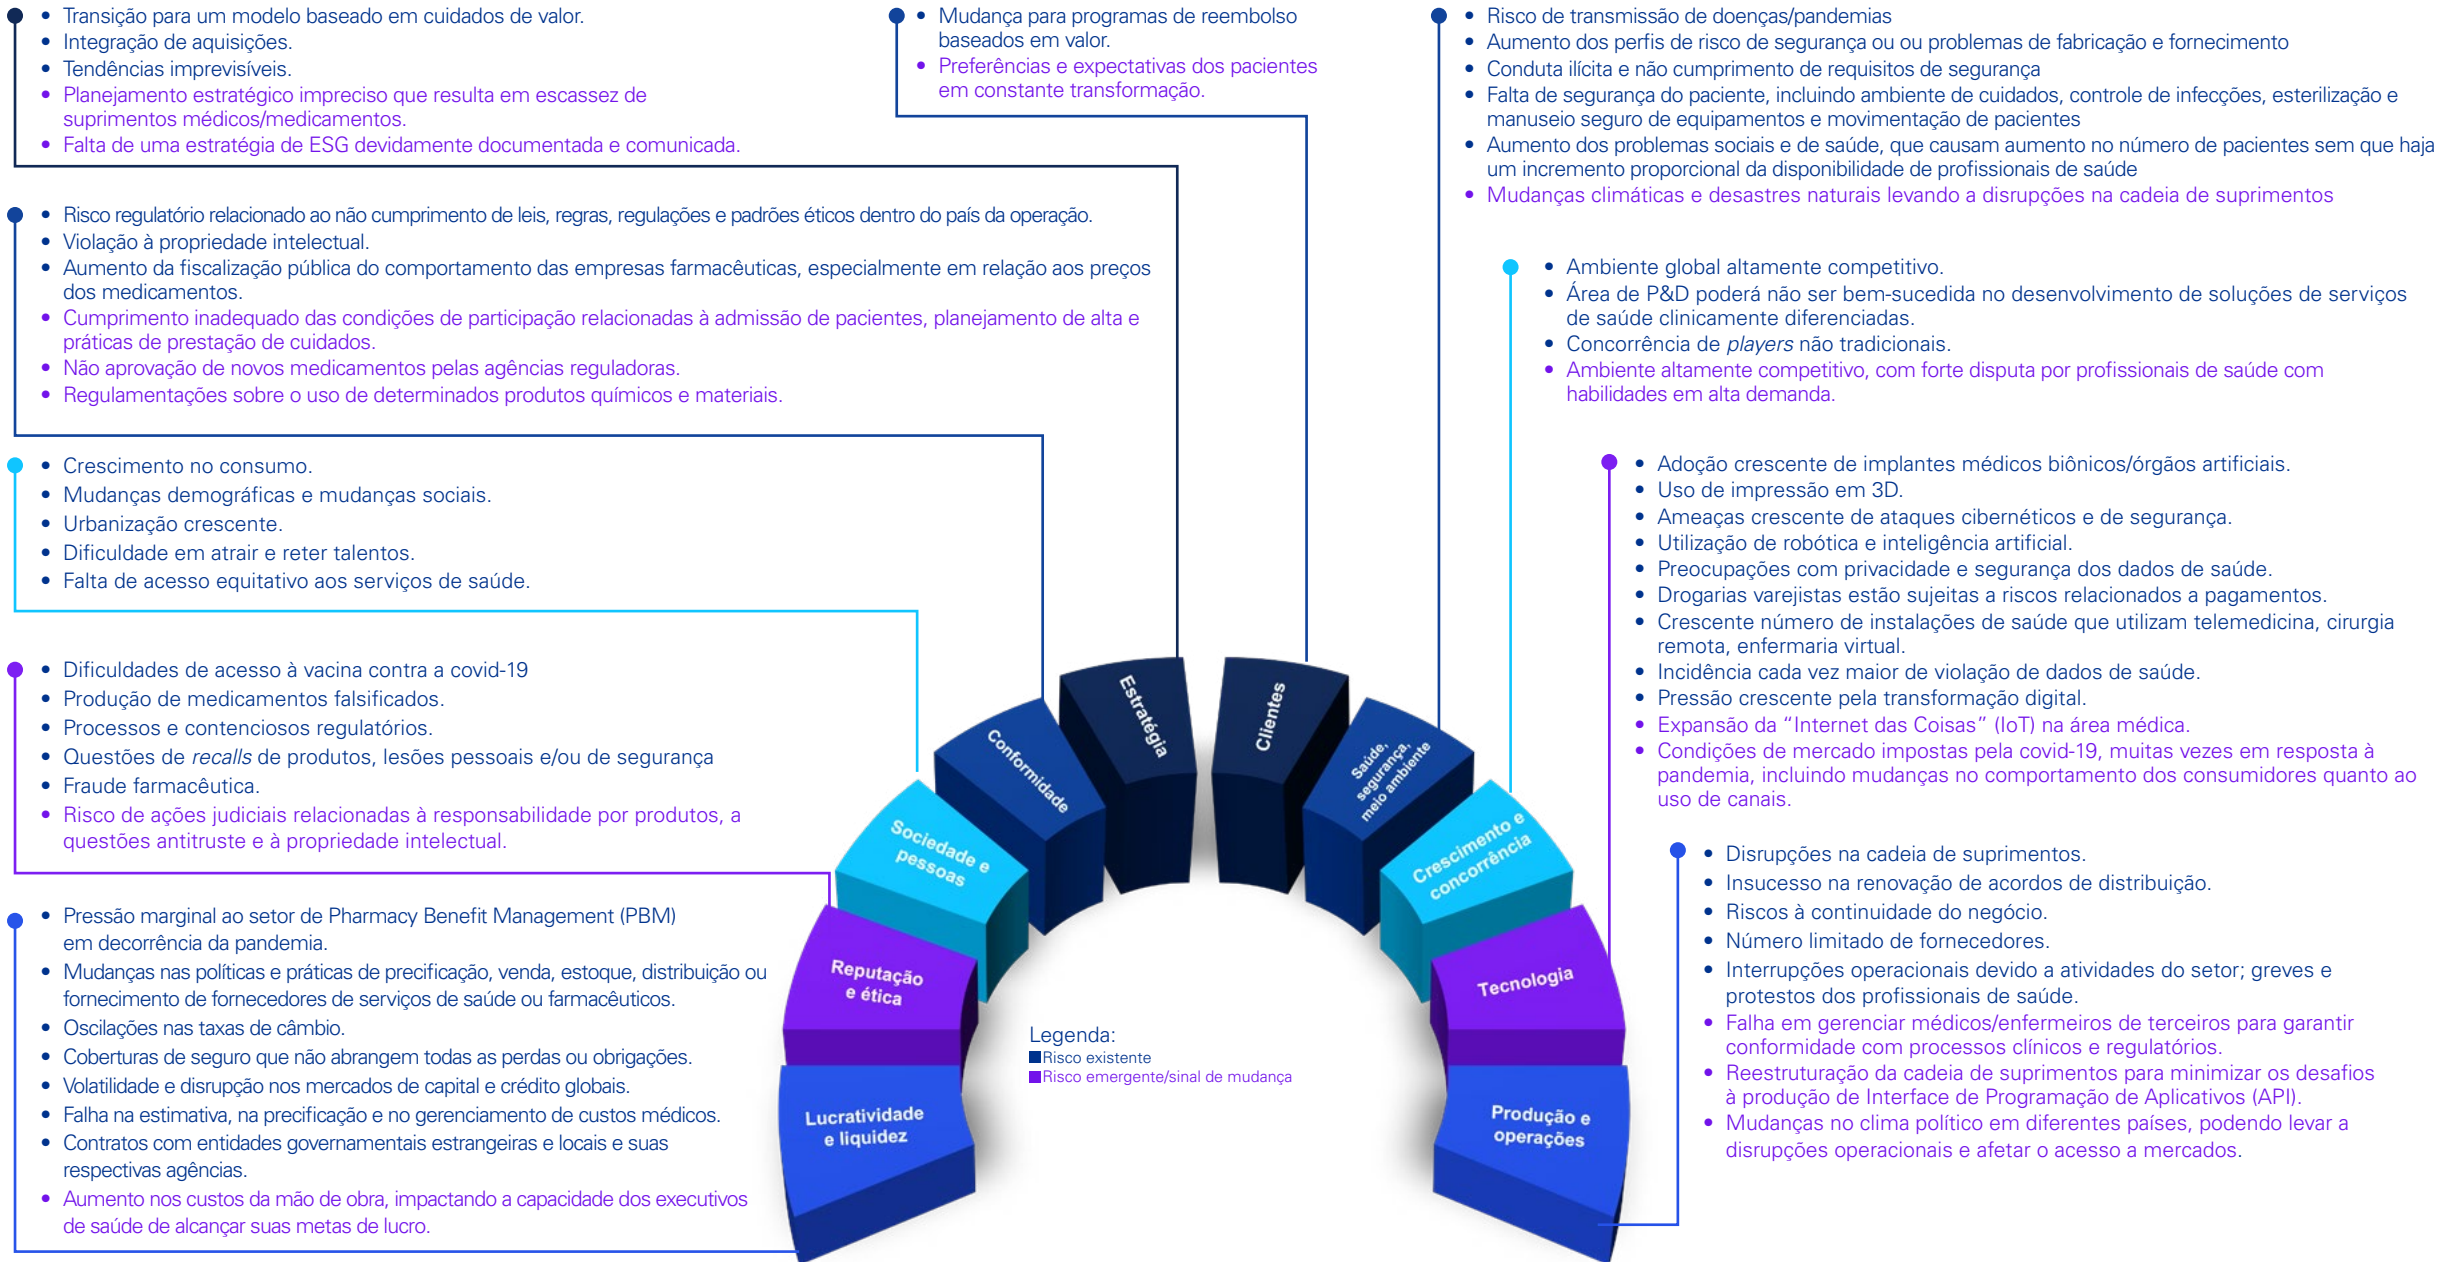 • Transição para um modelo baseado em cuidados de valor.
• Integração de aquisições.
• Tendências imprevisíveis.
• Planejamento estratégico impreciso que resulta em escassez de
suprimentos médicos/medicamentos.
• Falta de uma estratégia de ESG devidamente documentada e comunicada.
• Mudança para programas de reembolso
baseados em valor.
• Preferências e expectativas dos pacientes
em constante transformação.
• Risco de transmissão de doenças/pandemias
• Aumento dos perfis de risco de segurança ou ou problemas de fabricação e fornecimento
• Conduta ilícita e não cumprimento de requisitos de segurança
• Falta de segurança do paciente, incluindo ambiente de cuidados, controle de infecções, esterilização e
manuseio seguro de equipamentos e movimentação de pacientes
• Aumento dos problemas sociais e de saúde, que causam aumento no número de pacientes sem que haja
um incremento proporcional da disponibilidade de profissionais de saúde
• Mudanças climáticas e desastres naturais levando a disrupções na cadeia de suprimentos
• Risco regulatório relacionado ao não cumprimento de leis, regras, regulações e padrões éticos dentro do país da operação.
• Violação à propriedade intelectual.
• Aumento da fiscalização pública do comportamento das empresas farmacêuticas, especialmente em relação aos preços
dos medicamentos.
• Cumprimento inadequado das condições de participação relacionadas à admissão de pacientes, planejamento de alta e
práticas de prestação de cuidados.
• Não aprovação de novos medicamentos pelas agências reguladoras.
• Regulamentações sobre o uso de determinados produtos químicos e materiais.
• Ambiente global altamente competitivo.
• Área de P&D poderá não ser bem-sucedida no desenvolvimento de soluções de serviços
de saúde clinicamente diferenciadas.
• Concorrência de players não tradicionais.
• Ambiente altamente competitivo, com forte disputa por profissionais de saúde com
habilidades em alta demanda.
• Crescimento no consumo.
• Mudanças demográficas e mudanças sociais.
• Urbanização crescente.
• Dificuldade em atrair e reter talentos.
• Falta de acesso equitativo aos serviços de saúde.
• Adoção crescente de implantes médicos biônicos/órgãos artificiais.
• Uso de impressão em 3D.
• Ameaças crescente de ataques cibernéticos e de segurança.
• Utilização de robótica e inteligência artificial.
• Preocupações com privacidade e segurança dos dados de saúde.
• Drogarias varejistas estão sujeitas a riscos relacionados a pagamentos.
• Crescente número de instalações de saúde que utilizam telemedicina, cirurgia
remota, enfermaria virtual.
• Incidência cada vez maior de violação de dados de saúde.
• Pressão crescente pela transformação digital.
• Expansão da “Internet das Coisas” (IoT) na área médica.
• Condições de mercado impostas pela covid-19, muitas vezes em resposta à
pandemia, incluindo mudanças no comportamento dos consumidores quanto ao
uso de canais.
• Dificuldades de acesso à vacina contra a covid-19
• Produção de medicamentos falsificados.
• Processos e contenciosos regulatórios.
• Questões de recalls de produtos, lesões pessoais e/ou de segurança
• Fraude farmacêutica.
• Risco de ações judiciais relacionadas à responsabilidade por produtos, a
questões antitruste e à propriedade intelectual.
• Disrupções na cadeia de suprimentos.
• Insucesso na renovação de acordos de distribuição.
• Riscos à continuidade do negócio.
• Número limitado de fornecedores.
• Interrupções operacionais devido a atividades do setor; greves e
protestos dos profissionais de saúde.
• Falha em gerenciar médicos/enfermeiros de terceiros para garantir
conformidade com processos clínicos e regulatórios.
• Reestruturação da cadeia de suprimentos para minimizar os desafios
à produção de Interface de Programação de Aplicativos (API).
• Mudanças no clima político em diferentes países, podendo levar a
disrupções operacionais e afetar o acesso a mercados.
• Pressão marginal ao setor de Pharmacy Benefit Management (PBM)
em decorrência da pandemia.
• Mudanças nas políticas e práticas de precificação, venda, estoque, distribuição ou
fornecimento de fornecedores de serviços de saúde ou farmacêuticos.
• Oscilações nas taxas de câmbio.
• Coberturas de seguro que não abrangem todas as perdas ou obrigações.
• Volatilidade e disrupção nos mercados de capital e crédito globais.
• Falha na estimativa, na precificação e no gerenciamento de custos médicos.
• Contratos com entidades governamentais estrangeiras e locais e suas
respectivas agências.
• Aumento nos custos da mão de obra, impactando a capacidade dos executivos
de saúde de alcançar suas metas de lucro.
Lucratividade
e liquidez
Reputação
e ética
Sociedade e
pessoas
Conformidade
Estratégia
Clientes
Saúde,
segurança,
meio ambiente
Crescimento e
concorrência
Tecnologia
Produção e
operações
Legenda:
Risco existente
Risco emergente/sinal de mudança